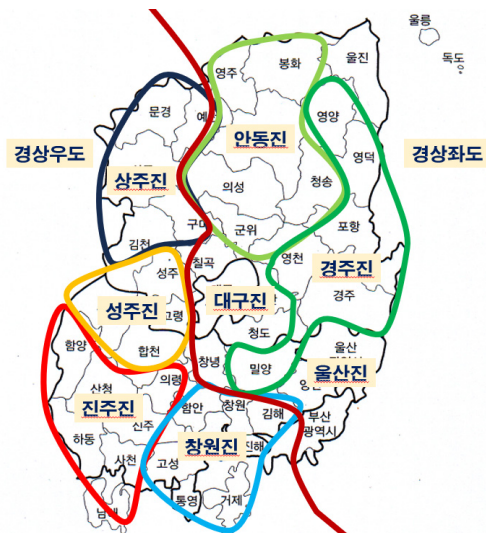 울릉
독도
영주
봉화
울진
문경
예
안동진
영양
경상우도
경상좌도
영덕
상주진
의성
청송
구미
군위
포항
김천
칠곡
영천
경주진
성주
성주진
고령
대구진
경주
함양
합천
청도
창녕
밀양
울산
울산진
산청
의령
진주진
진주
함안
창원
김해
부산
광역시
하동
창원진
사천
고성
진해
통영
거제
남해